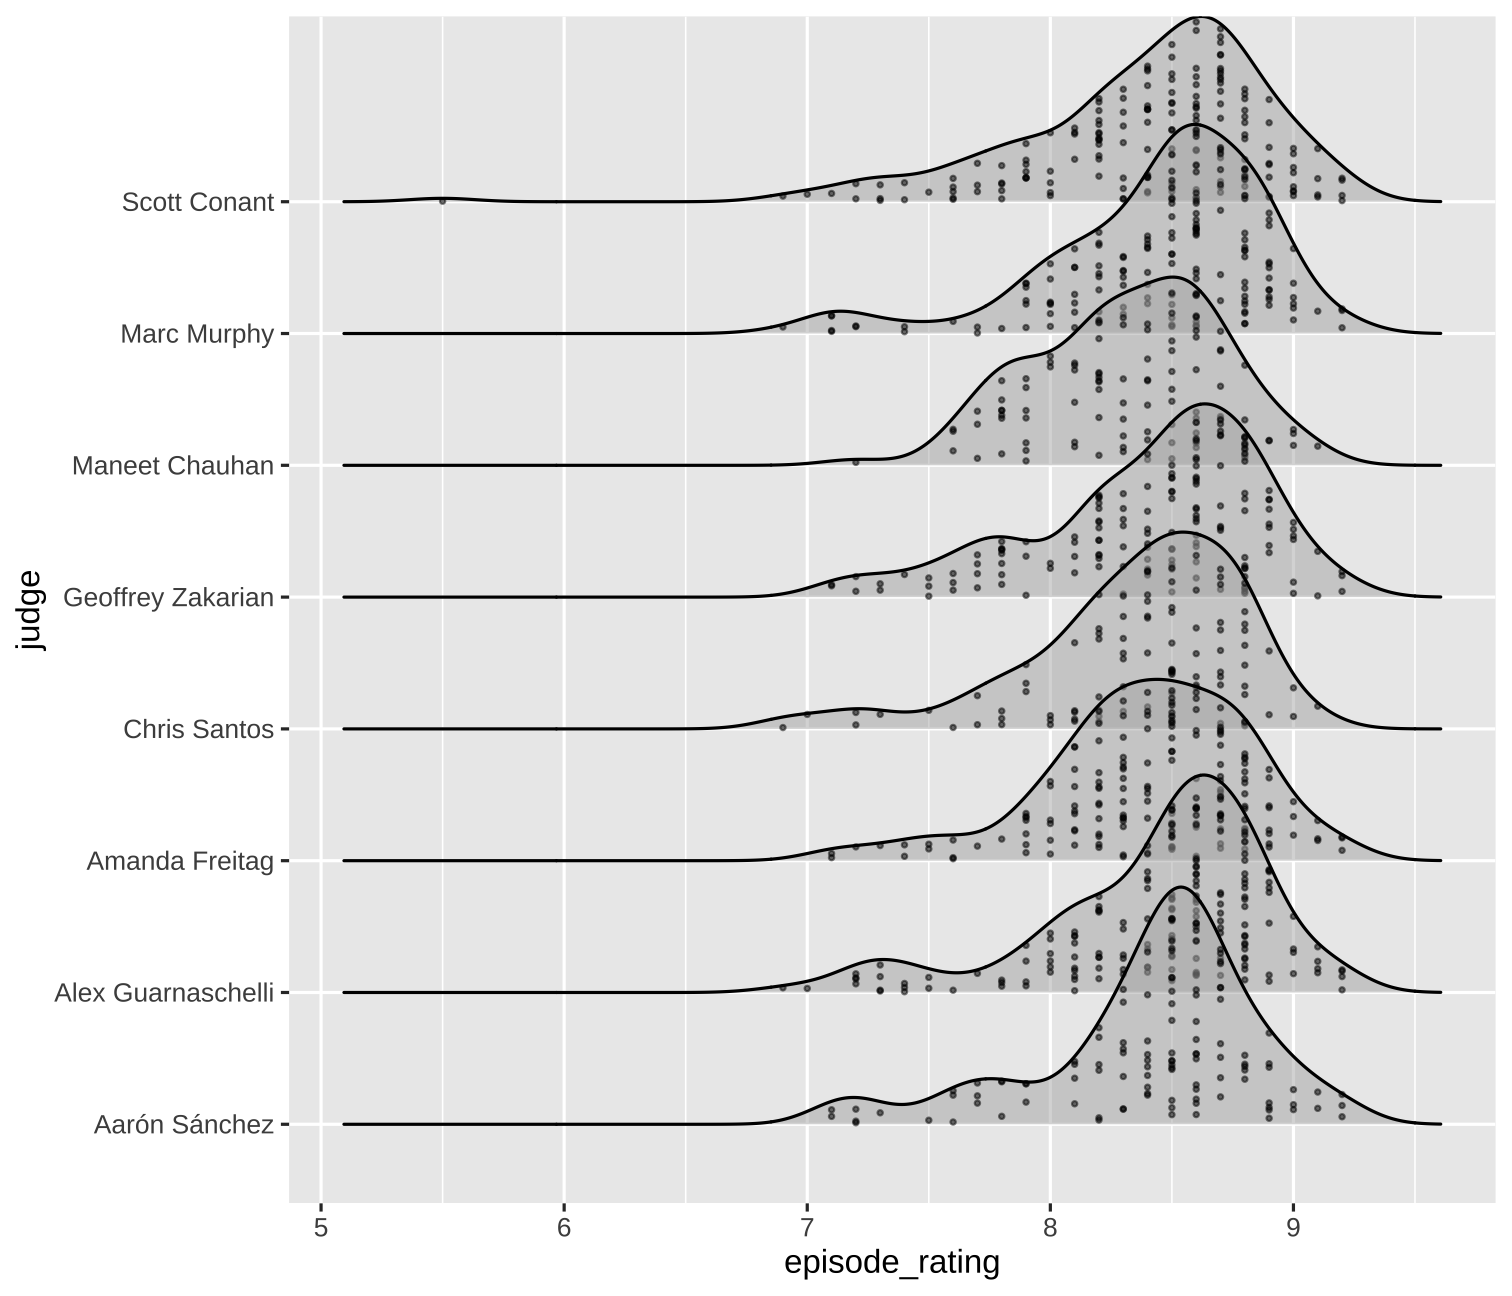 Scott Conant
Marc Murphy
Maneet Chauhan
Geoffrey Zakarian
Chris Santos
Amanda Freitag
Alex Guarnaschelli
Aarón Sánchez
judge
5 6 7 8 9
episode_rating